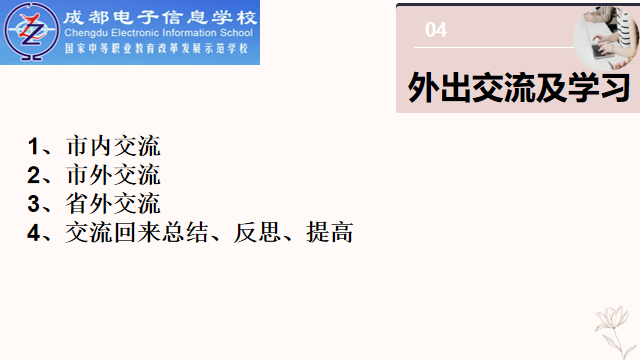 成都电子信息学校
Chengdu Electronic Information School
国家中等职业教育改革发展示范学校
04
外出交流及学习
1、市内交流
2、市外交流
3、省外交流
4、交流回来总结、反思、提高